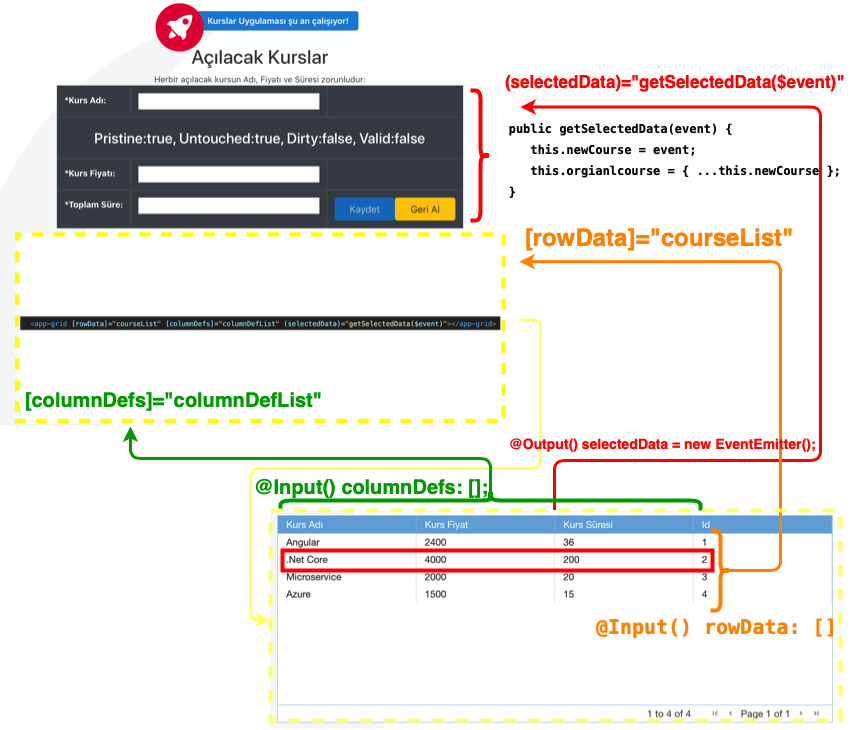 Kurslar Uygulaması şu an çalışıyor!
Açılacak Kurslar
Herbir açılacak kursun Adı, Fiyatı ve Süresi zorunludur:
*Kurs Adı:
Pristine:true, Untouched:true, Dirty:false, Valid:false
*Kurs Fiyatı:
*Toplam Süre:
Kaydet
Geri Al
(selectedData)="getSelectedData($event)"
public getSelectedData(event) {
this.newCourse = event;
this.orgianlcourse = { ...this.newCourse };
}
[rowData]="courseList"
<app-grid [rowData]="courseList" [columnDefs]="columnDefList" (selectedData)="getSelectedData($event)"></app-grid>
[columnDefs]="columnDefList"
@Output() selectedData = new EventEmitter();
@Input() columnDefs: [];
Kurs Adı Kurs Fiyat Kurs Süresi Id
Angular 2400 36 1
.Net Core 4000 200 2
Microservice 2000 20 3
Azure 1500 15 4
@Input() rowData: []
1 to 4 of 4 Page 1 of 1